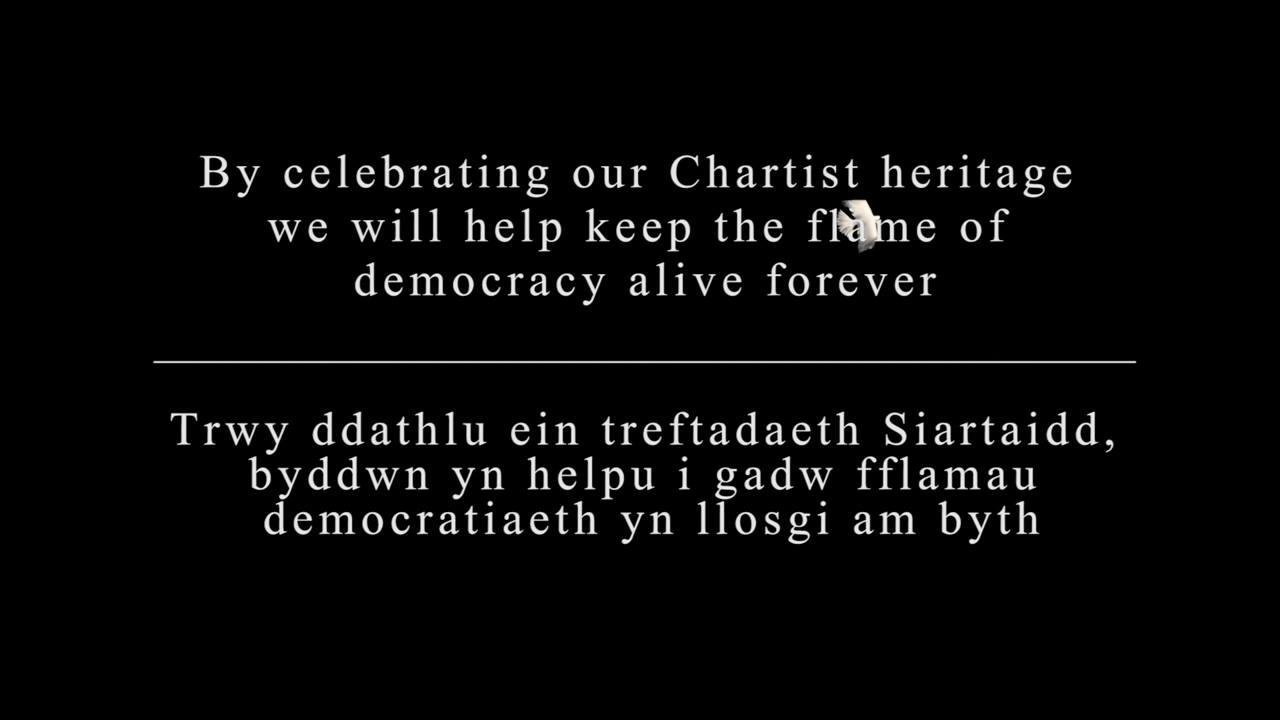 By celebrating our Chartist heritage
we will help keep the flame of
democracy alive forever
Trwy ddathlu ein treftadaeth Siartaidd,
byddwn yn helpu i gadw fflamau
democratiaeth yn llosgi am byth